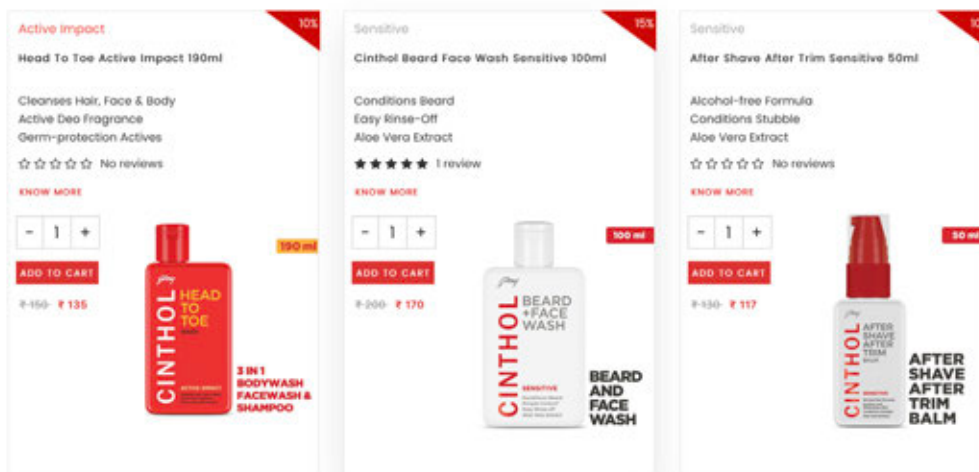 10%
Active Impact
Head To Toe Active Impact 190ml
Cleanses Hair, Face & Body
Active Deo Fragrance
Germ-protection Actives
No reviews
KNOW MORE
- 1 +
190 ml
ADD TO CART
₹ 150 ₹ 135
CINTHOL
HEAD
TO
TOE
ACTIVE IMPACT
3 IN 1
BODYWASH
FACEWASH &
SHAMPOO
15%
Sensitive
Cinthol Beard Face Wash Sensitive 100ml
Conditions Beard
Easy Rinse-Off
Aloe Vera Extract
1 review
KNOW MORE
- 1 +
100 ml
ADD TO CART
₹ 200 ₹ 170
CINTHOL
BEARD
+FACE
WASH
SENSITIVE
BEARD
AND
FACE
WASH
Sensitive
After Shave After Trim Sensitive 50ml
Alcohol-free Formula
Conditions Stubble
Aloe Vera Extract
No reviews
KNOW MORE
- 1 +
50 ml
ADD TO CART
₹ 130 ₹ 117
CINTHOL
AFTER
SHAVE
AFTER
TRIM
BALM
SENSITIVE
AFTER
SHAVE
AFTER
TRIM
BALM